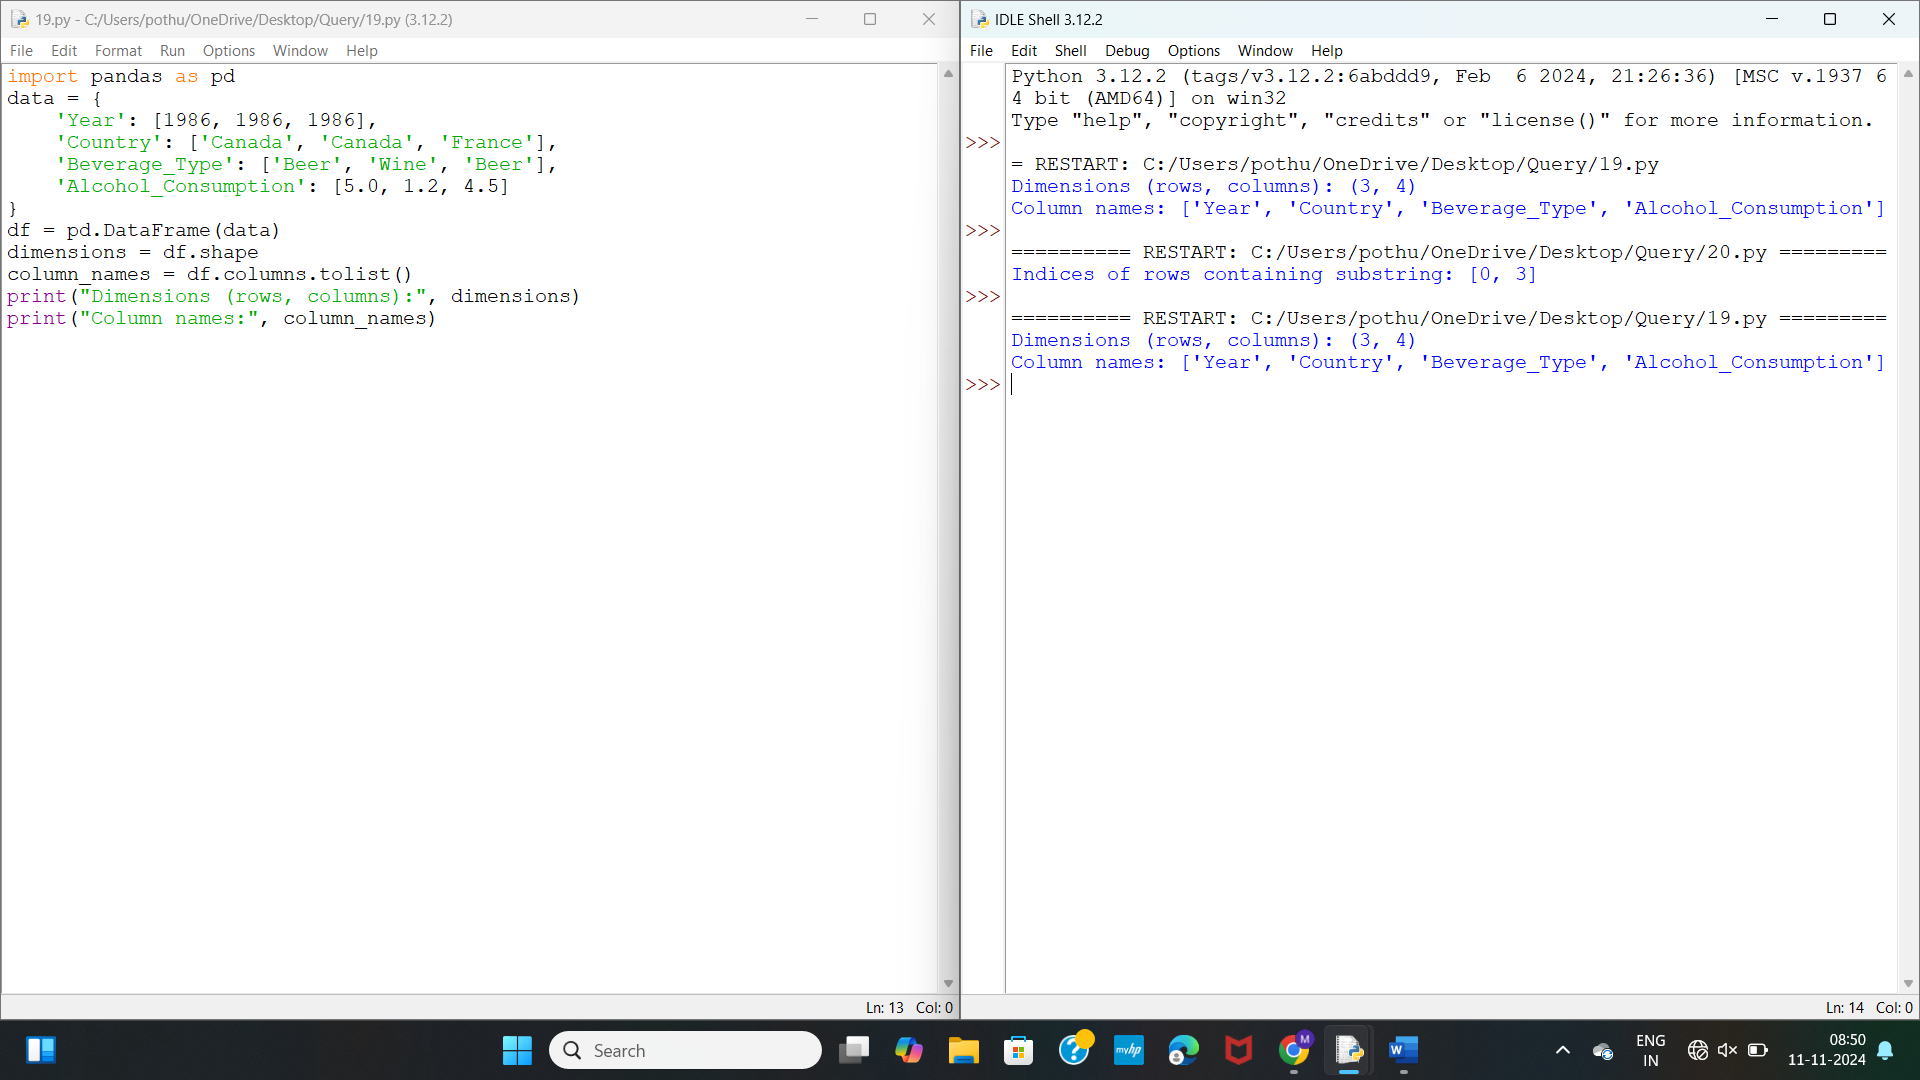 19.py - C:/Users/pothu/OneDrive/Desktop/Query/19.py (3.12.2)
File Edit Format Run Options Window Help
import pandas as pd
data = {
    'Year': [1986, 1986, 1986],
    'Country': ['Canada', 'Canada', 'France'],
    'Beverage_Type': ['Beer', 'Wine', 'Beer'],
    'Alcohol_Consumption': [5.0, 1.2, 4.5]
}
df = pd.DataFrame(data)
dimensions = df.shape
column_names = df.columns.tolist()
print("Dimensions (rows, columns):", dimensions)
print("Column names:", column_names)
Ln: 13 Col: 0
IDLE Shell 3.12.2
File Edit Shell Debug Options Window Help
Python 3.12.2 (tags/v3.12.2:6abddd9, Feb  6 2024, 21:26:36) [MSC v.1937 6
4 bit (AMD64)] on win32
Type "help", "copyright", "credits" or "license()" for more information.
>>>
= RESTART: C:/Users/pothu/OneDrive/Desktop/Query/19.py
Dimensions (rows, columns): (3, 4)
Column names: ['Year', 'Country', 'Beverage_Type', 'Alcohol_Consumption']
>>>
========== RESTART: C:/Users/pothu/OneDrive/Desktop/Query/20.py =========
Indices of rows containing substring: [0, 3]
>>>
========== RESTART: C:/Users/pothu/OneDrive/Desktop/Query/19.py =========
Dimensions (rows, columns): (3, 4)
Column names: ['Year', 'Country', 'Beverage_Type', 'Alcohol_Consumption']
>>>
Ln: 14 Col: 0
Search
myhp
M
W
ENG
IN
08:50
11-11-2024